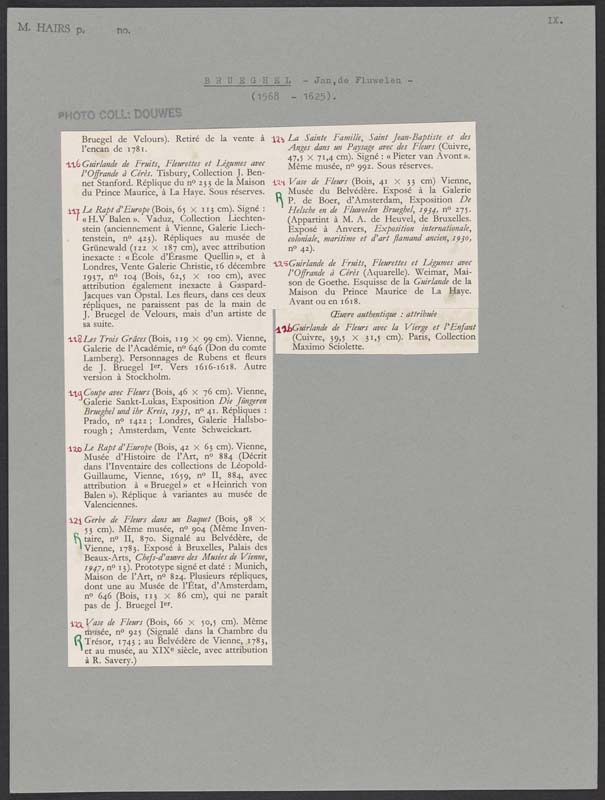 M. HAIRS p. no.
IX.
BRUEGHEL - Jan, de Fluwelen -
(1568 - 1625).
PHOTO COLL: DOUWES
Bruegel de Velours). Retiré de la vente à
l'encan de 1781.
116 Guirlande de Fruits, Fleurettes et Légumes avec
l'Offrande à Cérès. Tisbury, Collection J. Ben-
net Stanford. Réplique du nº 233 de la Maison
du Prince Maurice, à La Haye. Sous réserves.
117 Le Rapt d'Europe (Bois, 65 × 113 cm). Signé :
« H.V Balen ». Vaduz, Collection Liechten-
stein (anciennement à Vienne, Galerie Liech-
tenstein, nº 423). Répliques au musée de
Grünewald (122 × 187 cm), avec attribution
inexacte : « École d'Érasme Quellin », et à
Londres, Vente Galerie Christie, 16 décembre
1937, nº 104 (Bois, 62,5 × 100 cm), avec
attribution également inexacte à Gaspard-
Jacques van Opstal. Les fleurs, dans ces deux
répliques, ne paraissent pas de la main de
J. Bruegel de Velours, mais d'un artiste de
sa suite.
118 Les Trois Grâces (Bois, 119 × 99 cm). Vienne,
Galerie de l'Académie, nº 646 (Don du comte
Lamberg). Personnages de Rubens et fleurs
de J. Bruegel Iᵉʳ. Vers 1616-1618. Autre
version à Stockholm.
119 Coupe avec Fleurs (Bois, 46 × 76 cm). Vienne,
Galerie Sankt-Lukas, Exposition Die Jüngeren
Brueghel und ihr Kreis, 1935, nº 41. Répliques :
Prado, nº 1422 ; Londres, Galerie Hallsbo-
rough ; Amsterdam, Vente Schweickart.
120 Le Rapt d'Europe (Bois, 42 × 63 cm). Vienne,
Musée d'Histoire de l'Art, nº 884 (Décrit
dans l'Inventaire des collections de Léopold-
Guillaume, Vienne, 1659, nº II, 884, avec
attribution à « Bruegel » et « Heinrich von
Balen »). Réplique à variantes au musée de
Valenciennes.
121 Gerbe de Fleurs dans un Baquet (Bois, 98 ×
R 53 cm). Même musée, nº 904 (Même Inven-
taire, nº II, 870. Signalé au Belvédère, de
Vienne, 1783. Exposé à Bruxelles, Palais des
Beaux-Arts, Chefs-d'œuvre des Musées de Vienne,
1947, nº 13). Prototype signé et daté : Munich,
Maison de l'Art, nº 824. Plusieurs répliques,
dont une au Musée de l'État, d'Amsterdam,
nº 646 (Bois, 113 × 86 cm), qui ne paraît
pas de J. Bruegel Iᵉʳ.
122 Vase de Fleurs (Bois, 66 × 50,5 cm). Même
R musée, nº 925 (Signalé dans la Chambre du
Trésor, 1745 ; au Belvédère de Vienne, 1783,
et au musée, au XIXᵉ siècle, avec attribution
à R. Savery.)
123 La Sainte Famille, Saint Jean-Baptiste et des
Anges dans un Paysage avec des Fleurs (Cuivre,
47,5 × 71,4 cm). Signé : « Pieter van Avont ».
Même musée, nº 992. Sous réserves.
124 Vase de Fleurs (Bois, 41 × 33 cm) Vienne,
R Musée du Belvédère. Exposé à la Galerie
P. de Boer, d'Amsterdam, Exposition De
Helsche en de Fluweelen Brueghel, 1934, nº 275.
(Appartint à M. A. de Heuvel, de Bruxelles.
Exposé à Anvers, Exposition internationale,
coloniale, maritime et d'art flamand ancien, 1930,
nº 42).
125 Guirlande de Fruits, Fleurettes et Légumes avec
l'Offrande à Cérès (Aquarelle). Weimar, Mai-
son de Goethe. Esquisse de la Guirlande de la
Maison du Prince Maurice de La Haye.
Avant ou en 1618.
Œuvre authentique : attribuée
126 Guirlande de Fleurs avec la Vierge et l'Enfant
(Cuivre, 39,5 × 31,5 cm). Paris, Collection
Maximo Sciolette.